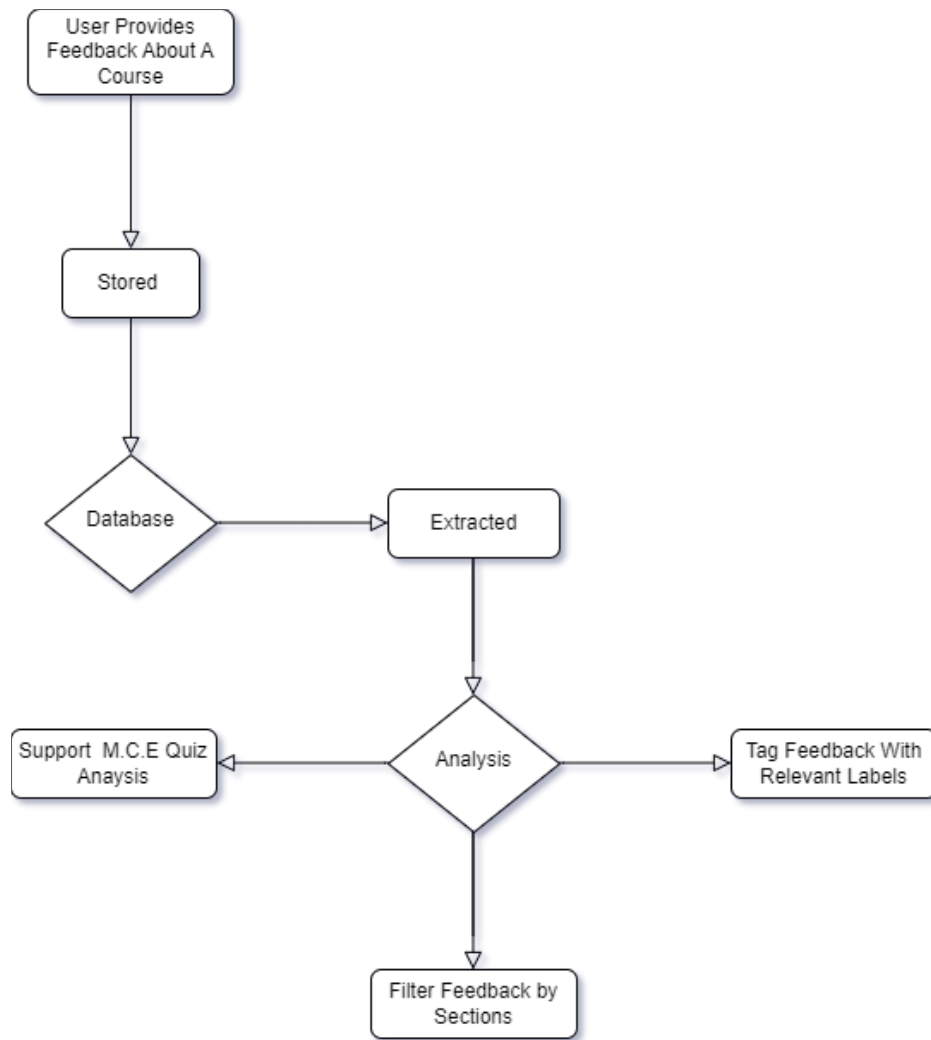 User Provides
Feedback About A
Course
Stored
Database
Extracted
Analysis
Support M.C.E Quiz
Anaysis
Tag Feedback With
Relevant Labels
Filter Feedback by
Sections